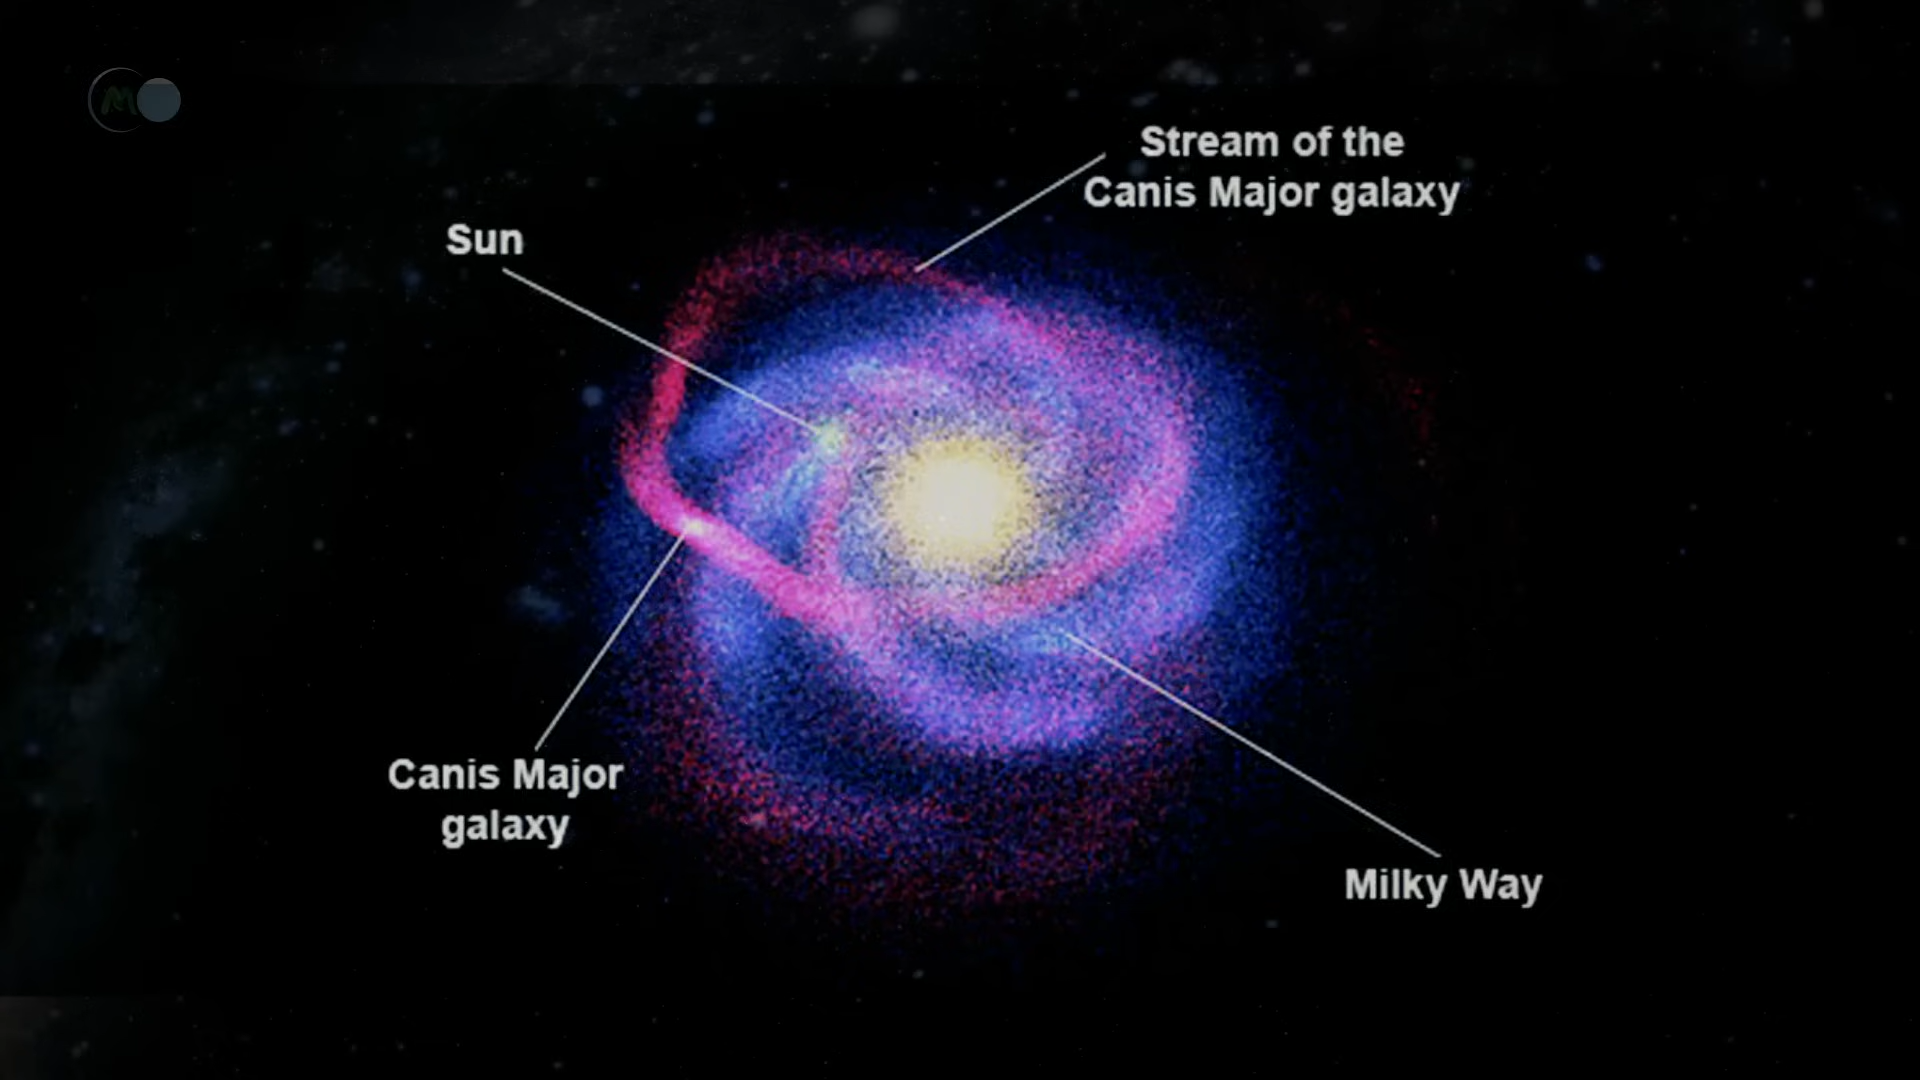 Stream of the
Canis Major galaxy
Sun
Canis Major
galaxy
Milky Way